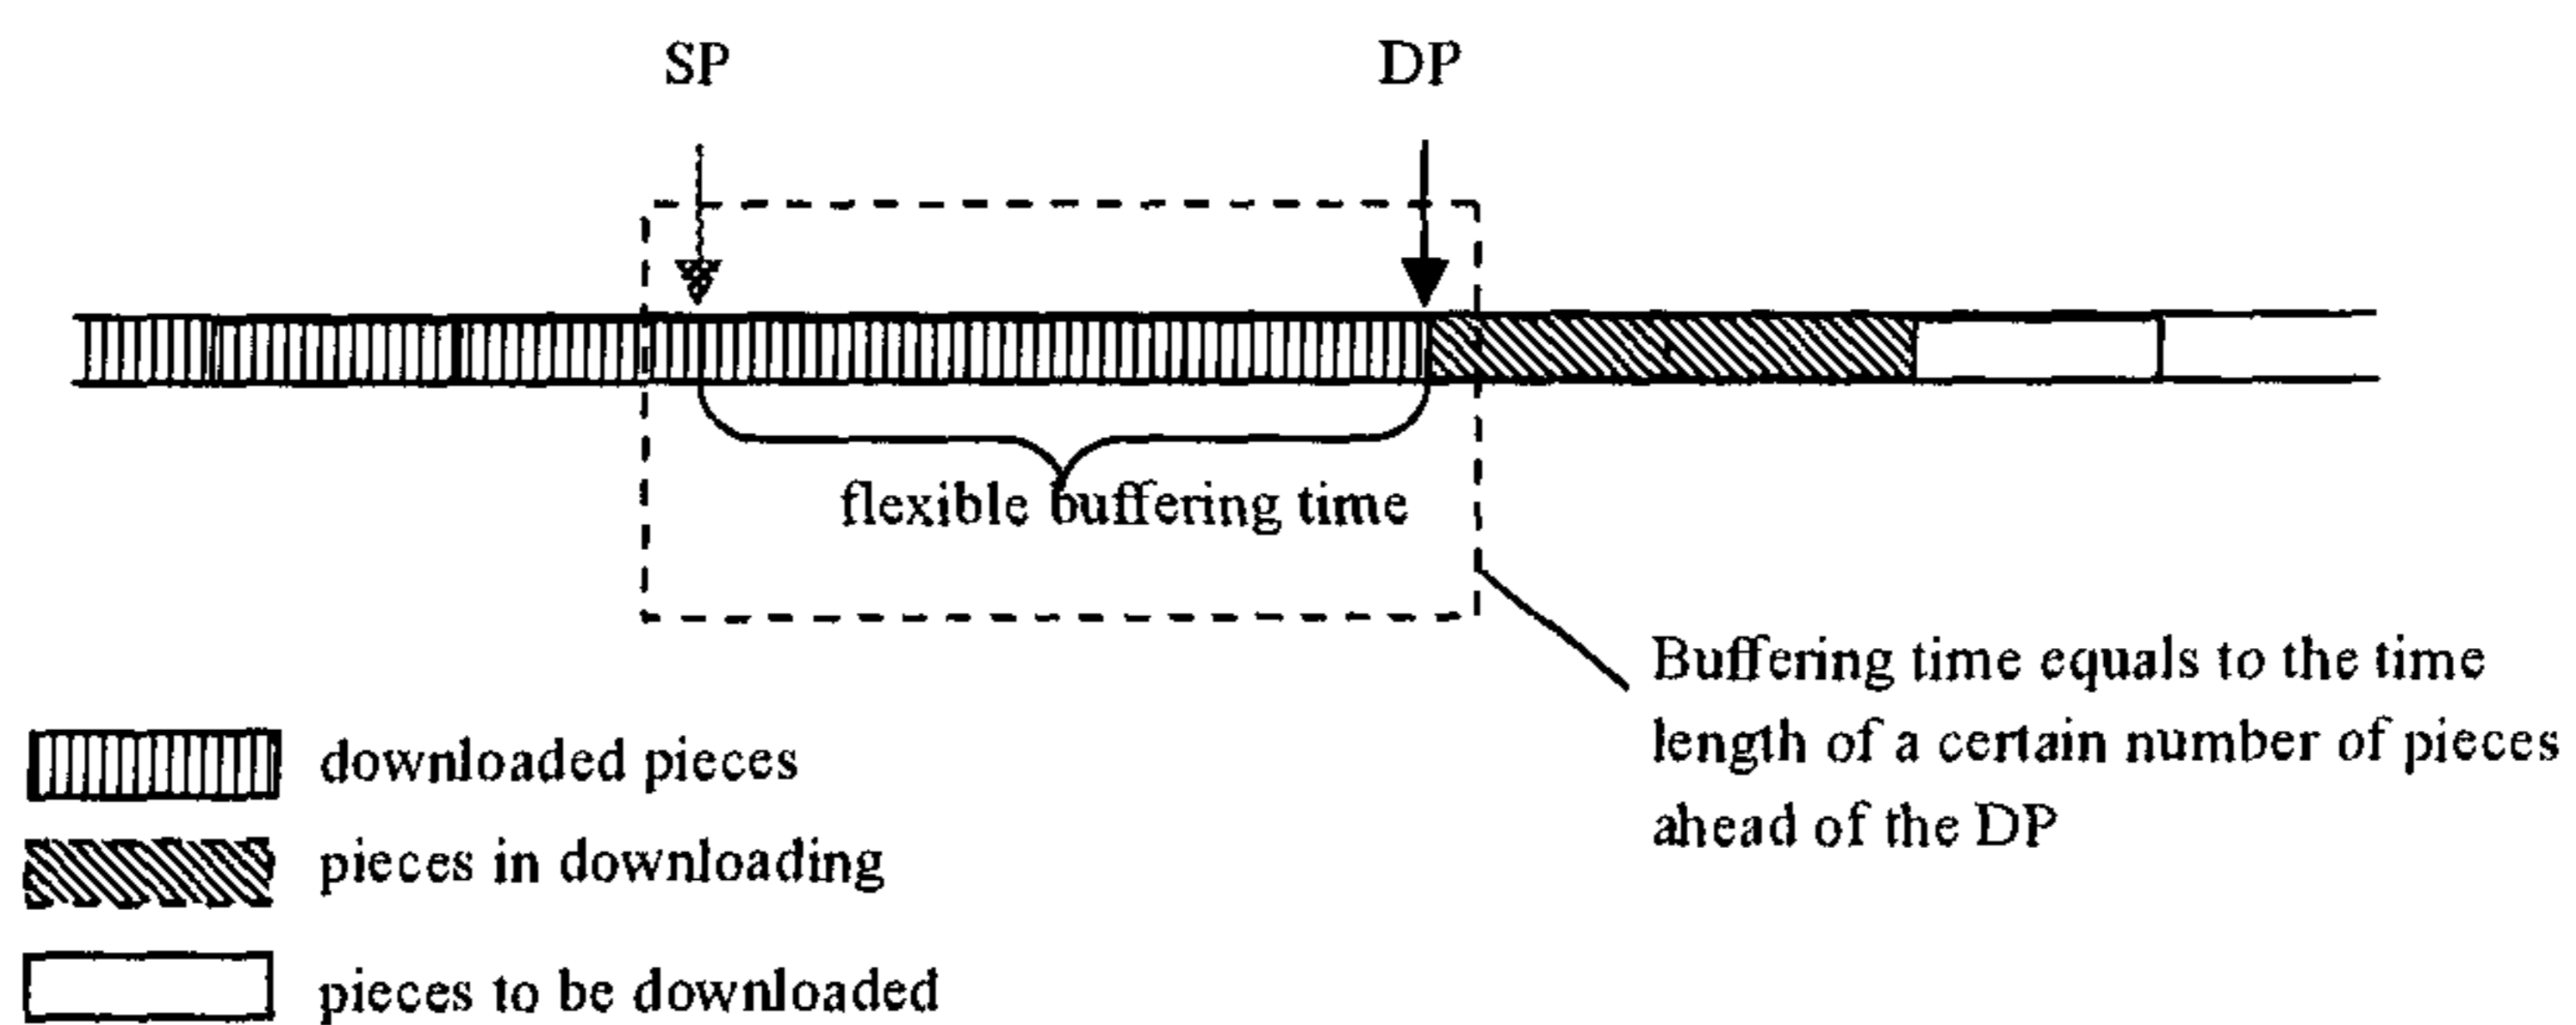 SP
DP
flexible buffering time
Buffering time equals to the time
length of a certain number of pieces
ahead of the DP
downloaded pieces
pieces in downloading
pieces to be downloaded